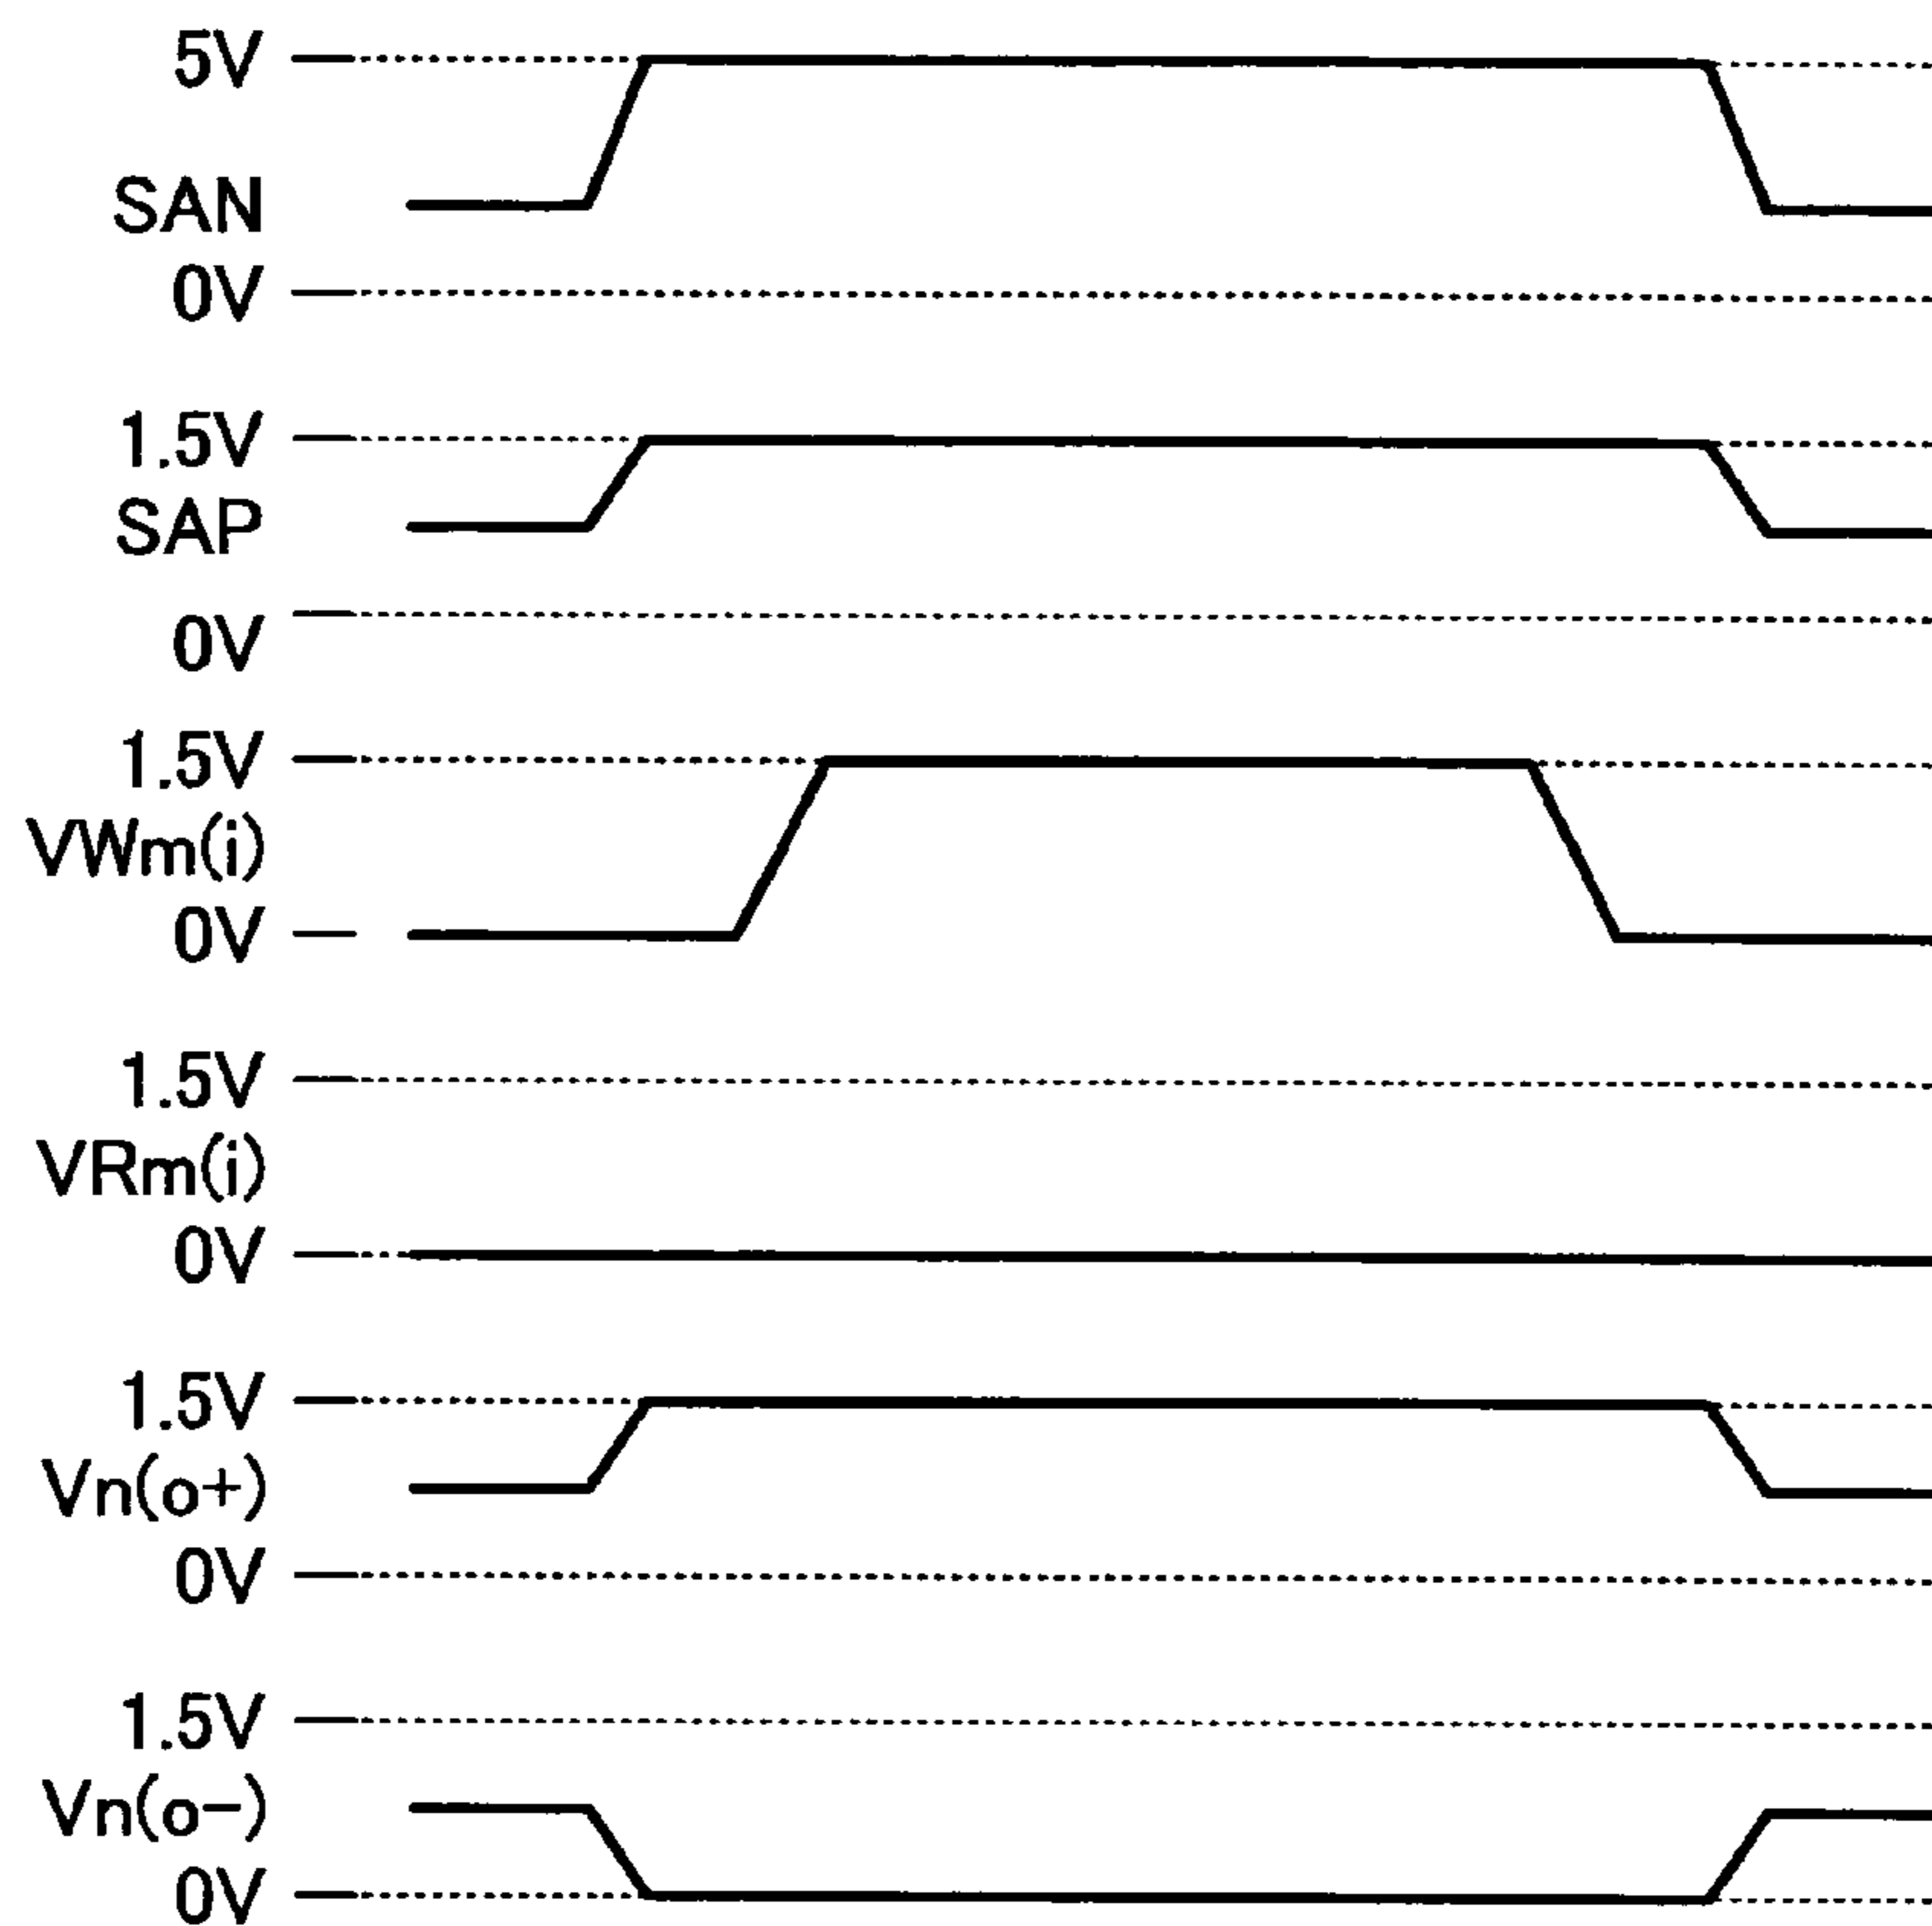 5V
SAN
0V
1.5V
SAP
0V
1.5V
VWm(i)
0V
1.5V
VRm(i)
0V
1.5V
Vn(o+)
0V
1.5V
Vn(o−)
0V